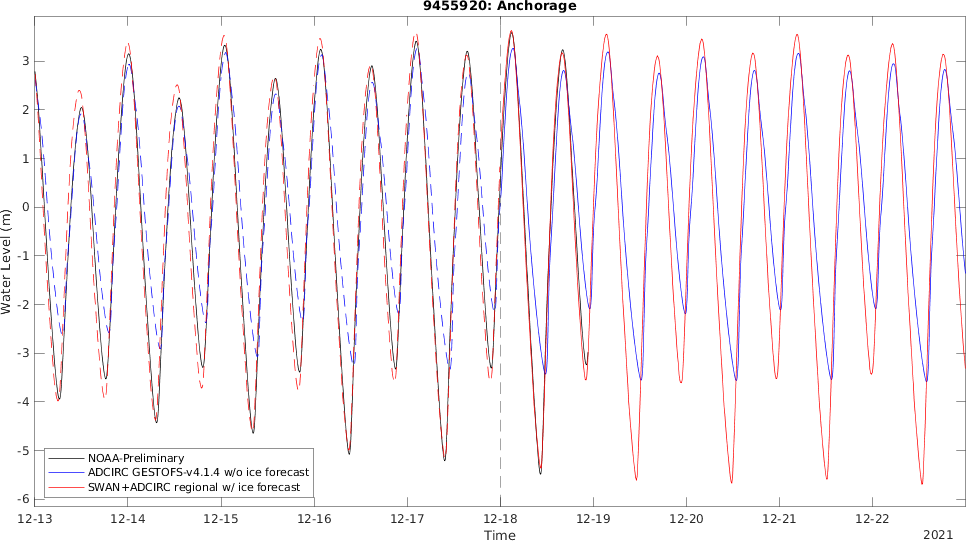 9455920: Anchorage
3
2
1
0
-1
-2
-3
-4
-5
-6
Water Level (m)
NOAA-Preliminary
ADCIRC GESTOFS-v4.1.4 w/o ice forecast
SWAN+ADCIRC regional w/ ice forecast
12-13 12-14 12-15 12-16 12-17 12-18 12-19 12-20 12-21 12-22
Time
2021